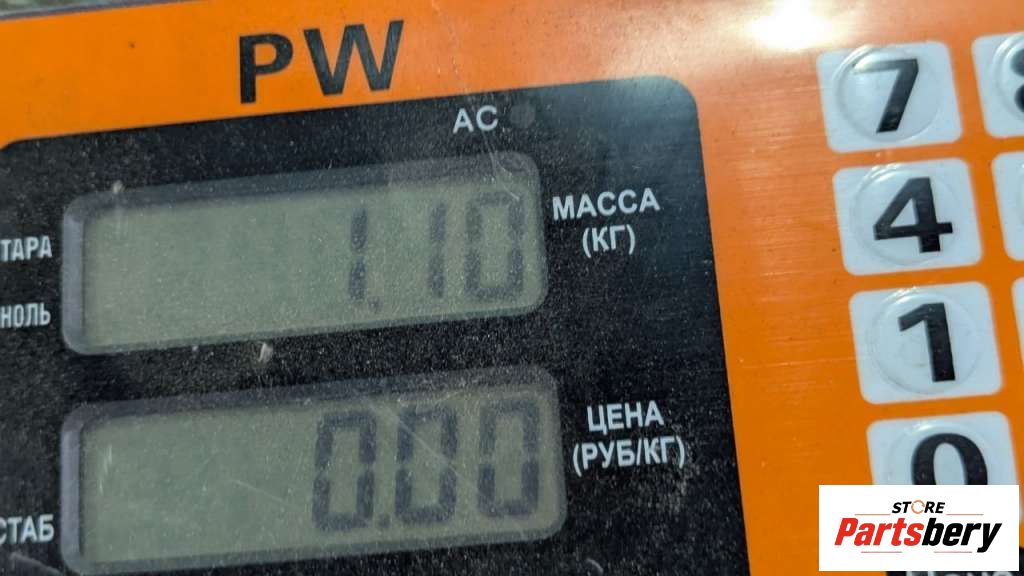 PW
AC
7
8
1.10
МАССА
(КГ)
ТАРА
4
НОЛЬ
1
0.00
ЦЕНА
(РУБ/КГ)
0
СТАБ
STORE
Partsbery